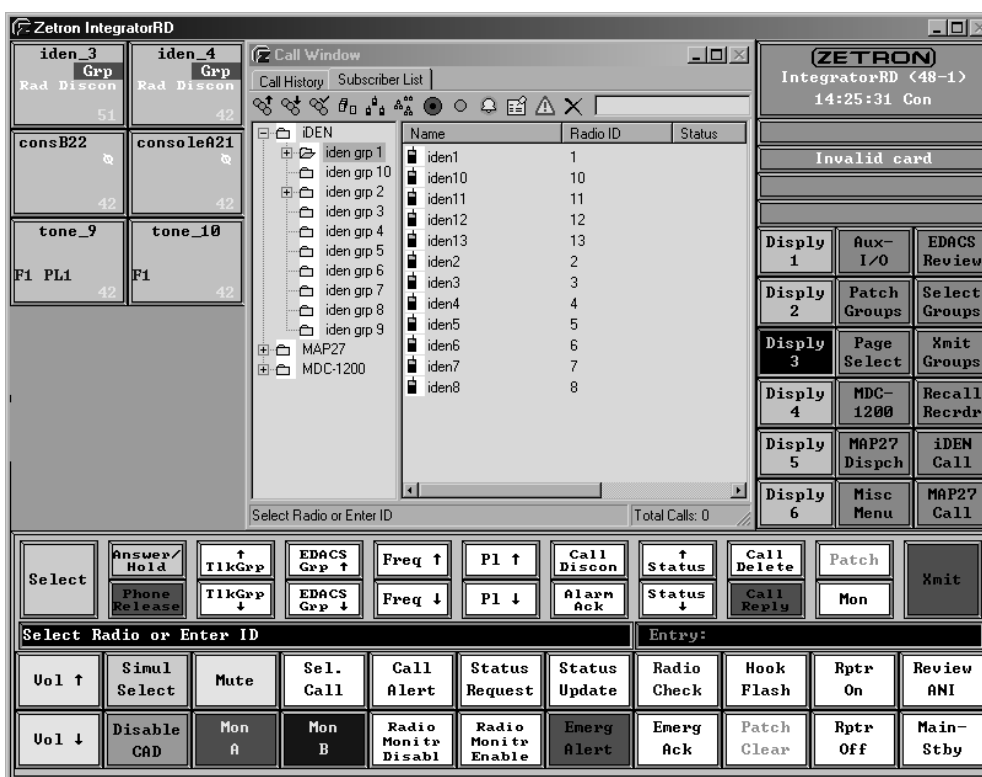 Zetron IntegratorRD
iden_3
Grp
Rad Discon
51
iden_4
Grp
Rad Discon
42
consB22
42
consoleA21
42
tone_9
F1 PL1
42
tone_10
F1
42
Call Window
Call History
Subscriber List
iDEN
iden grp 1
iden grp 10
iden grp 2
iden grp 3
iden grp 4
iden grp 5
iden grp 6
iden grp 7
iden grp 8
iden grp 9
MAP27
MDC-1200
Name Radio ID Status
iden1 1
iden10 10
iden11 11
iden12 12
iden13 13
iden2 2
iden3 3
iden4 4
iden5 5
iden6 6
iden7 7
iden8 8
Select Radio or Enter ID
Total Calls: 0
ZETRON
IntegratorRD (48-1)
14:25:31 Con
Invalid card
Disply
1
Aux-
I/O
EDACS
Review
Disply
2
Patch
Groups
Select
Groups
Disply
3
Page
Select
Xmit
Groups
Disply
4
MDC-
1200
Recall
Recrdr
Disply
5
MAP27
Dispch
iDEN
Call
Disply
6
Misc
Menu
MAP27
Call
Select
Answer/
Hold
↑
TlkGrp
EDACS
Grp ↑
Freq ↑
Pl ↑
Call
Discon
↑
Status
Call
Delete
Patch
Xmit
Phone
Release
TlkGrp
↓
EDACS
Grp ↓
Freq ↓
Pl ↓
Alarm
Ack
Status
↓
Call
Reply
Mon
Select Radio or Enter ID
Entry:
Vol ↑
Simul
Select
Mute
Sel.
Call
Call
Alert
Status
Request
Status
Update
Radio
Check
Hook
Flash
Rptr
On
Review
ANI
Vol ↓
Disable
CAD
Mon
A
Mon
B
Radio
Monitr
Disabl
Radio
Monitr
Enable
Emerg
Alert
Emerg
Ack
Patch
Clear
Rptr
Off
Main-
Stby